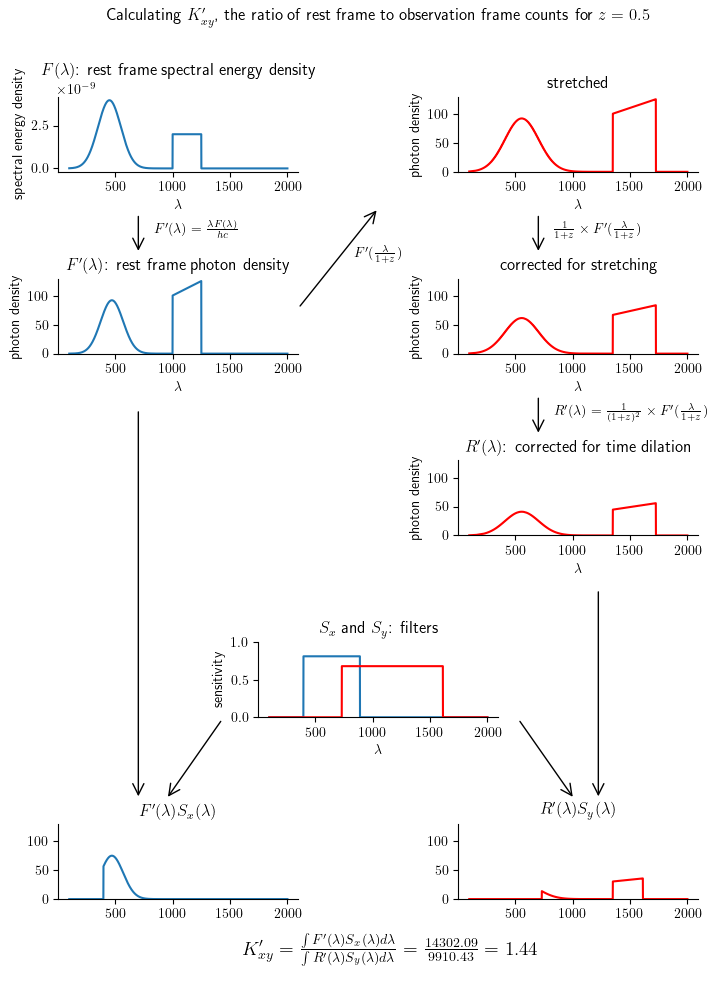 Calculating K′xy, the ratio of rest frame to observation frame counts for z = 0.5
F(λ): rest frame spectral energy density
×10⁻⁹
spectral energy density
2.5
0.0
500 1000 1500 2000
λ
stretched
photon density
100
50
0
500 1000 1500 2000
λ
F′(λ) = λF(λ)/hc
F′(λ/(1+z))
1/(1+z) × F′(λ/(1+z))
F′(λ): rest frame photon density
photon density
100
50
0
500 1000 1500 2000
λ
corrected for stretching
photon density
100
50
0
500 1000 1500 2000
λ
R′(λ) = 1/(1+z)² × F′(λ/(1+z))
R′(λ): corrected for time dilation
photon density
100
50
0
500 1000 1500 2000
λ
Sx and Sy: filters
sensitivity
1.0
0.5
0.0
500 1000 1500 2000
λ
F′(λ)Sx(λ)
100
50
0
500 1000 1500 2000
R′(λ)Sy(λ)
100
50
0
500 1000 1500 2000
K′xy = ∫F′(λ)Sx(λ)dλ / ∫R′(λ)Sy(λ)dλ = 14302.09/9910.43 = 1.44